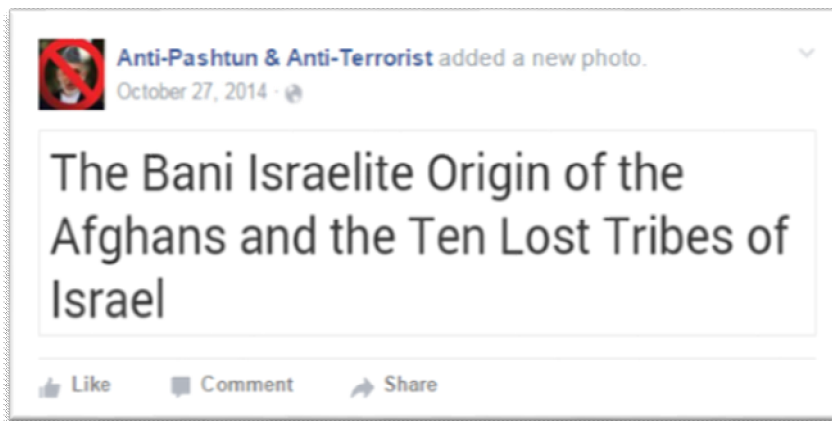 Anti-Pashtun & Anti-Terrorist added a new photo.
October 27, 2014 ·
The Bani Israelite Origin of the
Afghans and the Ten Lost Tribes of
Israel
Like Comment Share